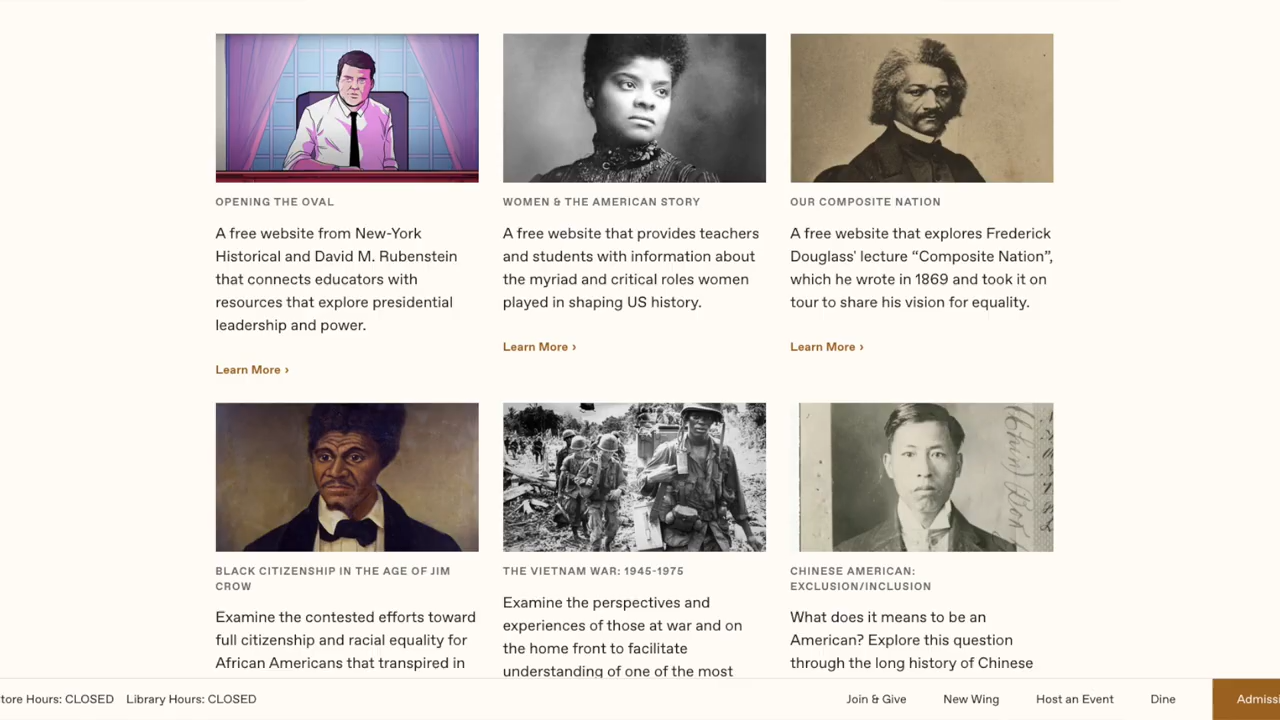 OPENING THE OVAL
A free website from New-York
Historical and David M. Rubenstein
that connects educators with
resources that explore presidential
leadership and power.
Learn More ›
WOMEN & THE AMERICAN STORY
A free website that provides teachers
and students with information about
the myriad and critical roles women
played in shaping US history.
Learn More ›
OUR COMPOSITE NATION
A free website that explores Frederick
Douglass' lecture “Composite Nation”,
which he wrote in 1869 and took it on
tour to share his vision for equality.
Learn More ›
BLACK CITIZENSHIP IN THE AGE OF JIM
CROW
Examine the contested efforts toward
full citizenship and racial equality for
African Americans that transpired in
THE VIETNAM WAR: 1945-1975
Examine the perspectives and
experiences of those at war and on
the home front to facilitate
understanding of one of the most
CHINESE AMERICAN:
EXCLUSION/INCLUSION
What does it mean to be an
American? Explore this question
through the long history of Chinese
tore Hours: CLOSED Library Hours: CLOSED
Join & Give New Wing Host an Event Dine Admissi